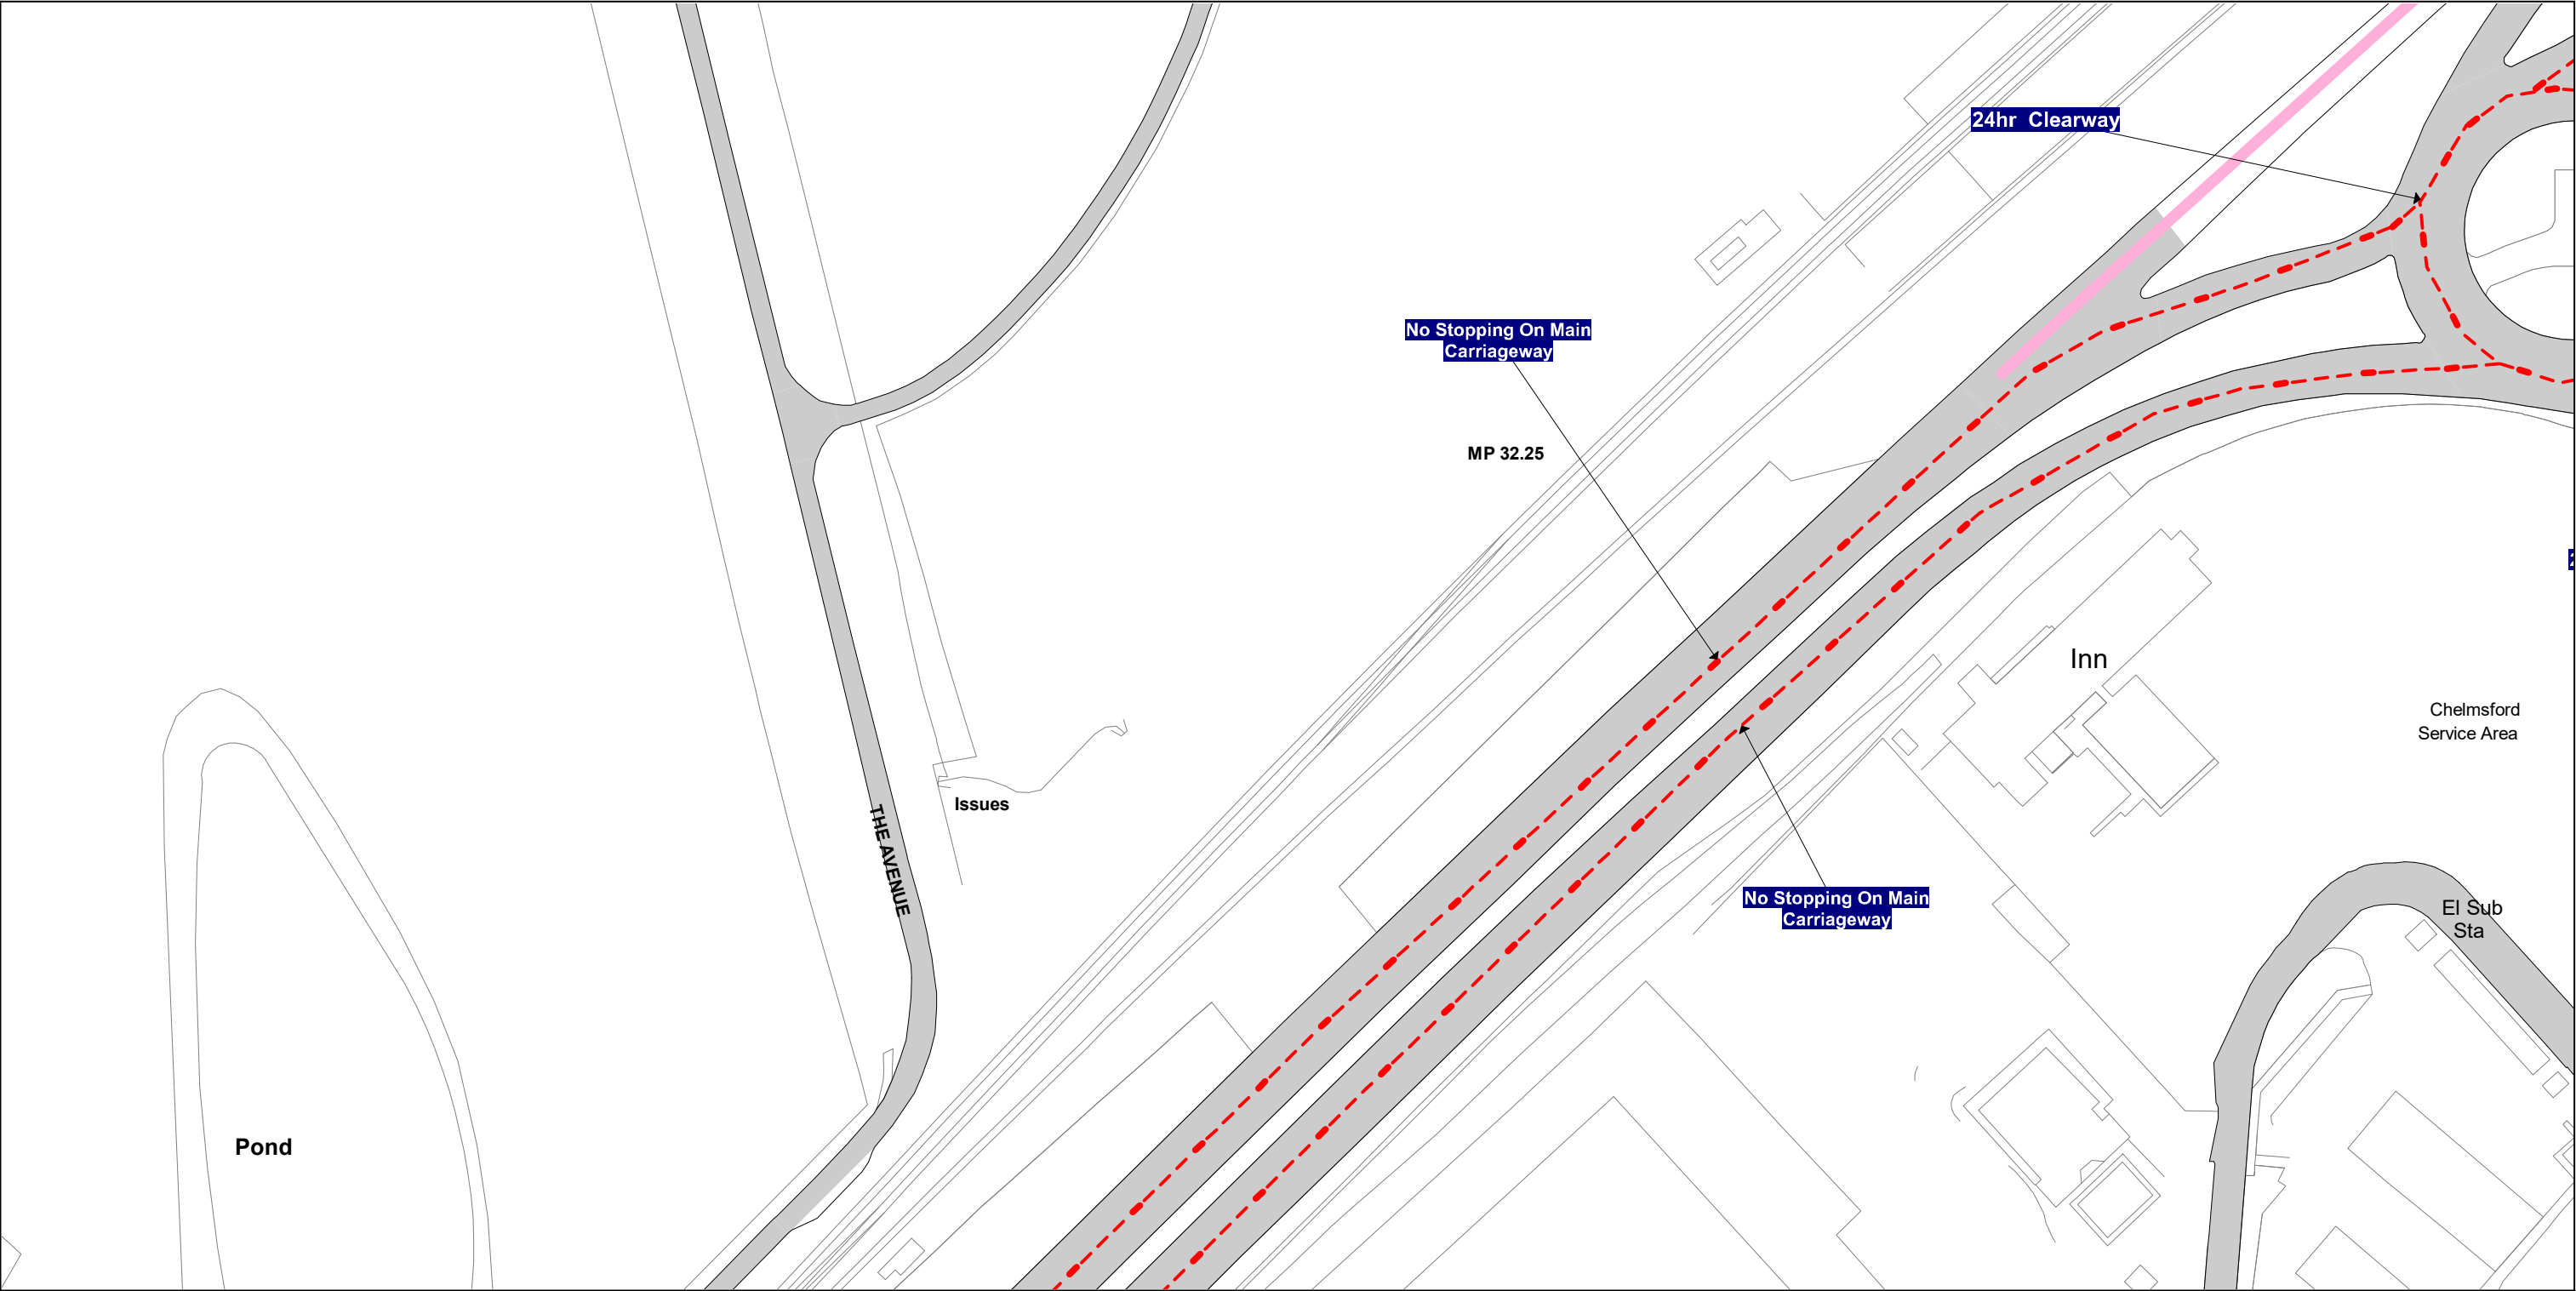 24hr  Clearway
No Stopping On Main
Carriageway
MP 32.25
Inn
Chelmsford
Service Area
THE AVENUE
Issues
No Stopping On Main
Carriageway
El Sub
Sta
Pond